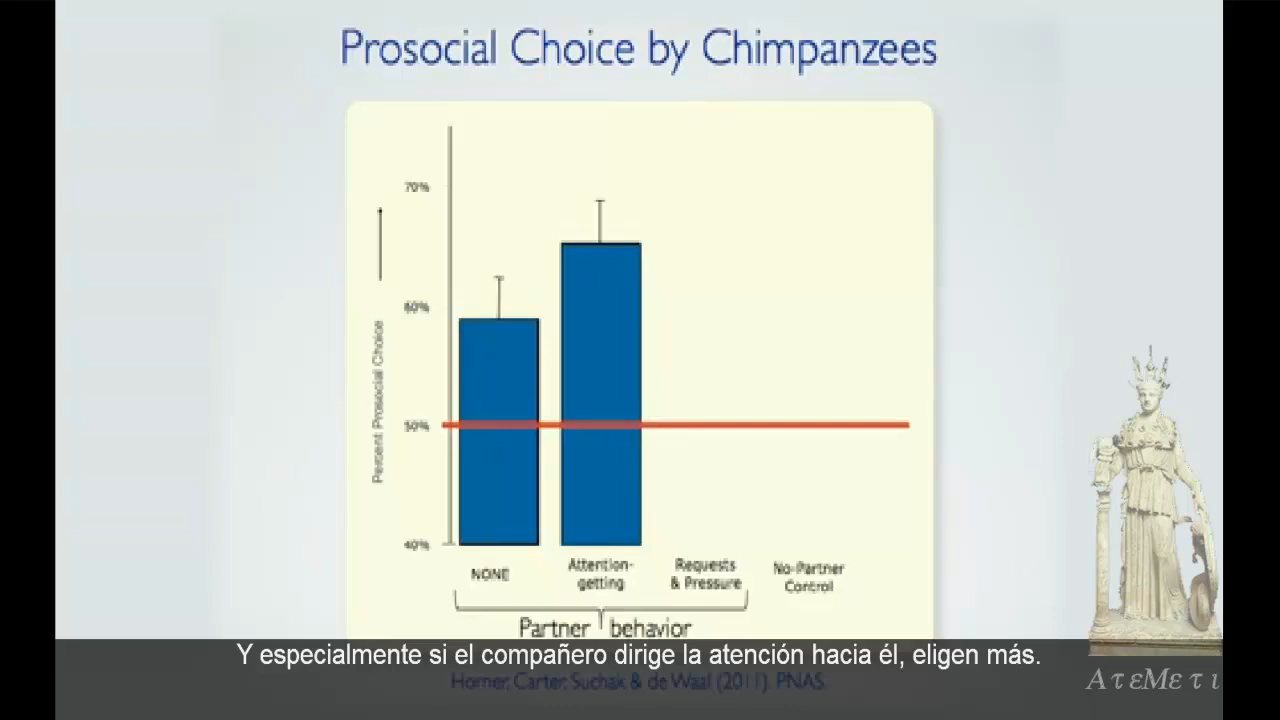 Prosocial Choice by Chimpanzees
70%
60%
50%
40%
Percent Prosocial Choice
NONE
Attention-
getting
Requests
& Pressure
No-Partner
Control
Partner behavior
Y especialmente si el compañero dirige la atención hacia él, eligen más.
Horner, Carter, Suchak & de Waal (2011). PNAS.
ΑτεΜετι